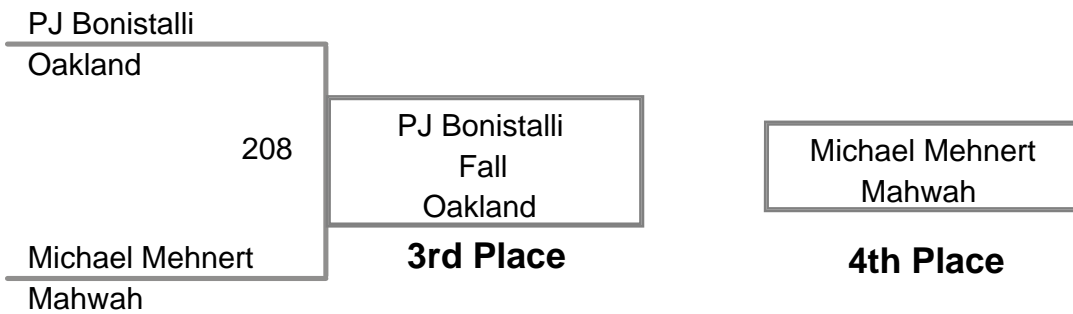 PJ Bonistalli
Oakland
208
Michael Mehnert
Mahwah
PJ Bonistalli
Fall
Oakland
3rd Place
Michael Mehnert
Mahwah
4th Place